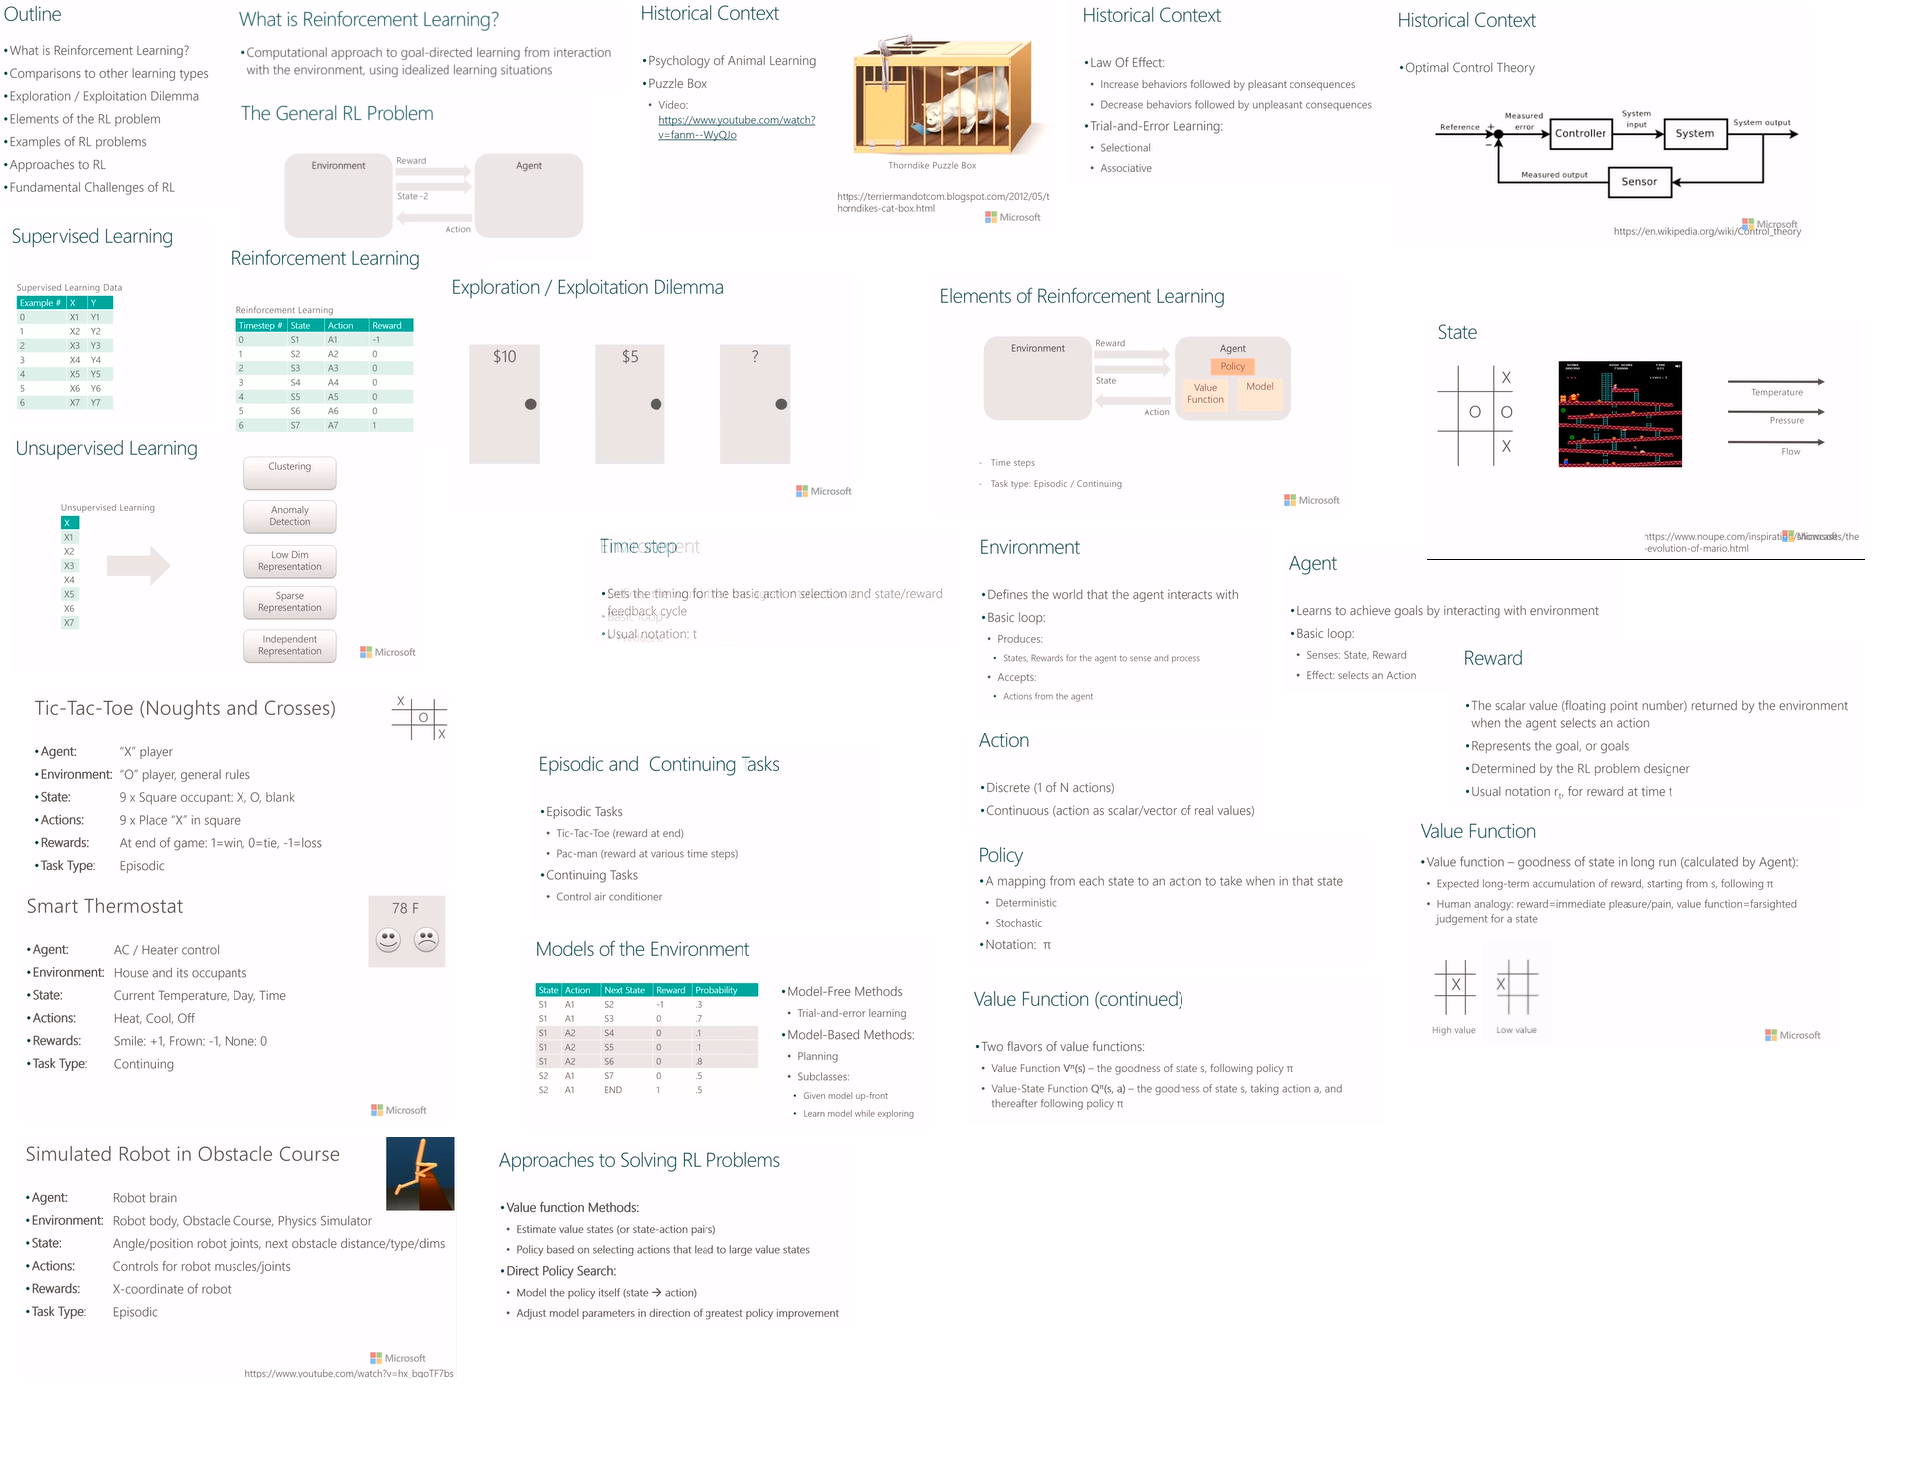 Outline
•What is Reinforcement Learning?
•Comparisons to other learning types
•Exploration / Exploitation Dilemma
•Elements of the RL problem
•Examples of RL problems
•Approaches to RL
•Fundamental Challenges of RL
What is Reinforcement Learning?
•Computational approach to goal-directed learning from interaction
with the environment, using idealized learning situations
The General RL Problem
Environment
Reward
State -2
Action
Agent
Historical Context
•Psychology of Animal Learning
•Puzzle Box
• Video:
https://www.youtube.com/watch?
v=fanm--WyQJo
Thorndike Puzzle Box
https://terriermandotcom.blogspot.com/2012/05/t
horndikes-cat-box.html
Microsoft
Historical Context
•Law Of Effect:
• Increase behaviors followed by pleasant consequences
• Decrease behaviors followed by unpleasant consequences
•Trial-and-Error Learning:
• Selectional
• Associative
Historical Context
•Optimal Control Theory
Reference
+
−
Measured
error
Controller
System
input
System
System output
Measured output
Sensor
Microsoft
https://en.wikipedia.org/wiki/Control_theory
Supervised Learning
Supervised Learning Data
Example # X Y
0 X1 Y1
1 X2 Y2
2 X3 Y3
3 X4 Y4
4 X5 Y5
5 X6 Y6
6 X7 Y7
Reinforcement Learning
Reinforcement Learning
Timestep # State Action Reward
0 S1 A1 -1
1 S2 A2 0
2 S3 A3 0
3 S4 A4 0
4 S5 A5 0
5 S6 A6 0
6 S7 A7 1
Exploration / Exploitation Dilemma
$10 $5 ?
Microsoft
Elements of Reinforcement Learning
Environment
Reward
State
Action
Agent
Policy
Value
Function
Model
- Time steps
- Task type: Episodic / Continuing
Microsoft
State
X
O O
X
Temperature
Pressure
Flow
https://www.noupe.com/inspiration/showcases/the
-evolution-of-mario.html
Microsoft
Unsupervised Learning
Unsupervised Learning
X
X1
X2
X3
X4
X5
X6
X7
Clustering
Anomaly
Detection
Low Dim
Representation
Sparse
Representation
Independent
Representation
Microsoft
Time step
•Sets the timing for the basic action selection and state/reward
feedback cycle
•Usual notation: t
Environment
•Defines the world that the agent interacts with
•Basic loop:
• Produces:
• States, Rewards for the agent to sense and process
• Accepts:
• Actions from the agent
Agent
•Learns to achieve goals by interacting with environment
•Basic loop:
• Senses: State, Reward
• Effect: selects an Action
Reward
•The scalar value (floating point number) returned by the environment
when the agent selects an action
•Represents the goal, or goals
•Determined by the RL problem designer
•Usual notation rt, for reward at time t
Tic-Tac-Toe (Noughts and Crosses)
X
O
X
•Agent: “X” player
•Environment: “O” player, general rules
•State: 9 x Square occupant: X, O, blank
•Actions: 9 x Place “X” in square
•Rewards: At end of game: 1=win, 0=tie, -1=loss
•Task Type: Episodic
Episodic and Continuing Tasks
•Episodic Tasks
• Tic-Tac-Toe (reward at end)
• Pac-man (reward at various time steps)
•Continuing Tasks
• Control air conditioner
Action
•Discrete (1 of N actions)
•Continuous (action as scalar/vector of real values)
Policy
•A mapping from each state to an action to take when in that state
• Deterministic
• Stochastic
•Notation: π
Value Function
•Value function – goodness of state in long run (calculated by Agent):
• Expected long-term accumulation of reward, starting from s, following π
• Human analogy: reward=immediate pleasure/pain, value function=farsighted
judgement for a state
X X
High value Low value
Microsoft
Smart Thermostat
78 F
•Agent: AC / Heater control
•Environment: House and its occupants
•State: Current Temperature, Day, Time
•Actions: Heat, Cool, Off
•Rewards: Smile: +1, Frown: -1, None: 0
•Task Type: Continuing
Microsoft
Models of the Environment
State Action Next State Reward Probability
S1 A1 S2 -1 .3
S1 A1 S3 0 .7
S1 A2 S4 0 .1
S1 A2 S5 0 .1
S1 A2 S6 0 .8
S2 A1 S7 0 .5
S2 A1 END 1 .5
•Model-Free Methods
• Trial-and-error learning
•Model-Based Methods:
• Planning
• Subclasses:
• Given model up-front
• Learn model while exploring
Value Function (continued)
•Two flavors of value functions:
• Value Function Vπ(s) – the goodness of state s, following policy π
• Value-State Function Qπ(s, a) – the goodness of state s, taking action a, and
thereafter following policy π
Simulated Robot in Obstacle Course
•Agent: Robot brain
•Environment: Robot body, Obstacle Course, Physics Simulator
•State: Angle/position robot joints, next obstacle distance/type/dims
•Actions: Controls for robot muscles/joints
•Rewards: X-coordinate of robot
•Task Type: Episodic
Microsoft
https://www.youtube.com/watch?v=hx_bgoTF7bs
Approaches to Solving RL Problems
•Value function Methods:
• Estimate value states (or state-action pairs)
• Policy based on selecting actions that lead to large value states
•Direct Policy Search:
• Model the policy itself (state → action)
• Adjust model parameters in direction of greatest policy improvement